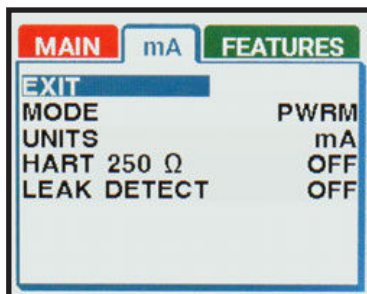 MAIN mA FEATURES
EXIT
MODE PWRM
UNITS mA
HART 250 Ω OFF
LEAK DETECT OFF